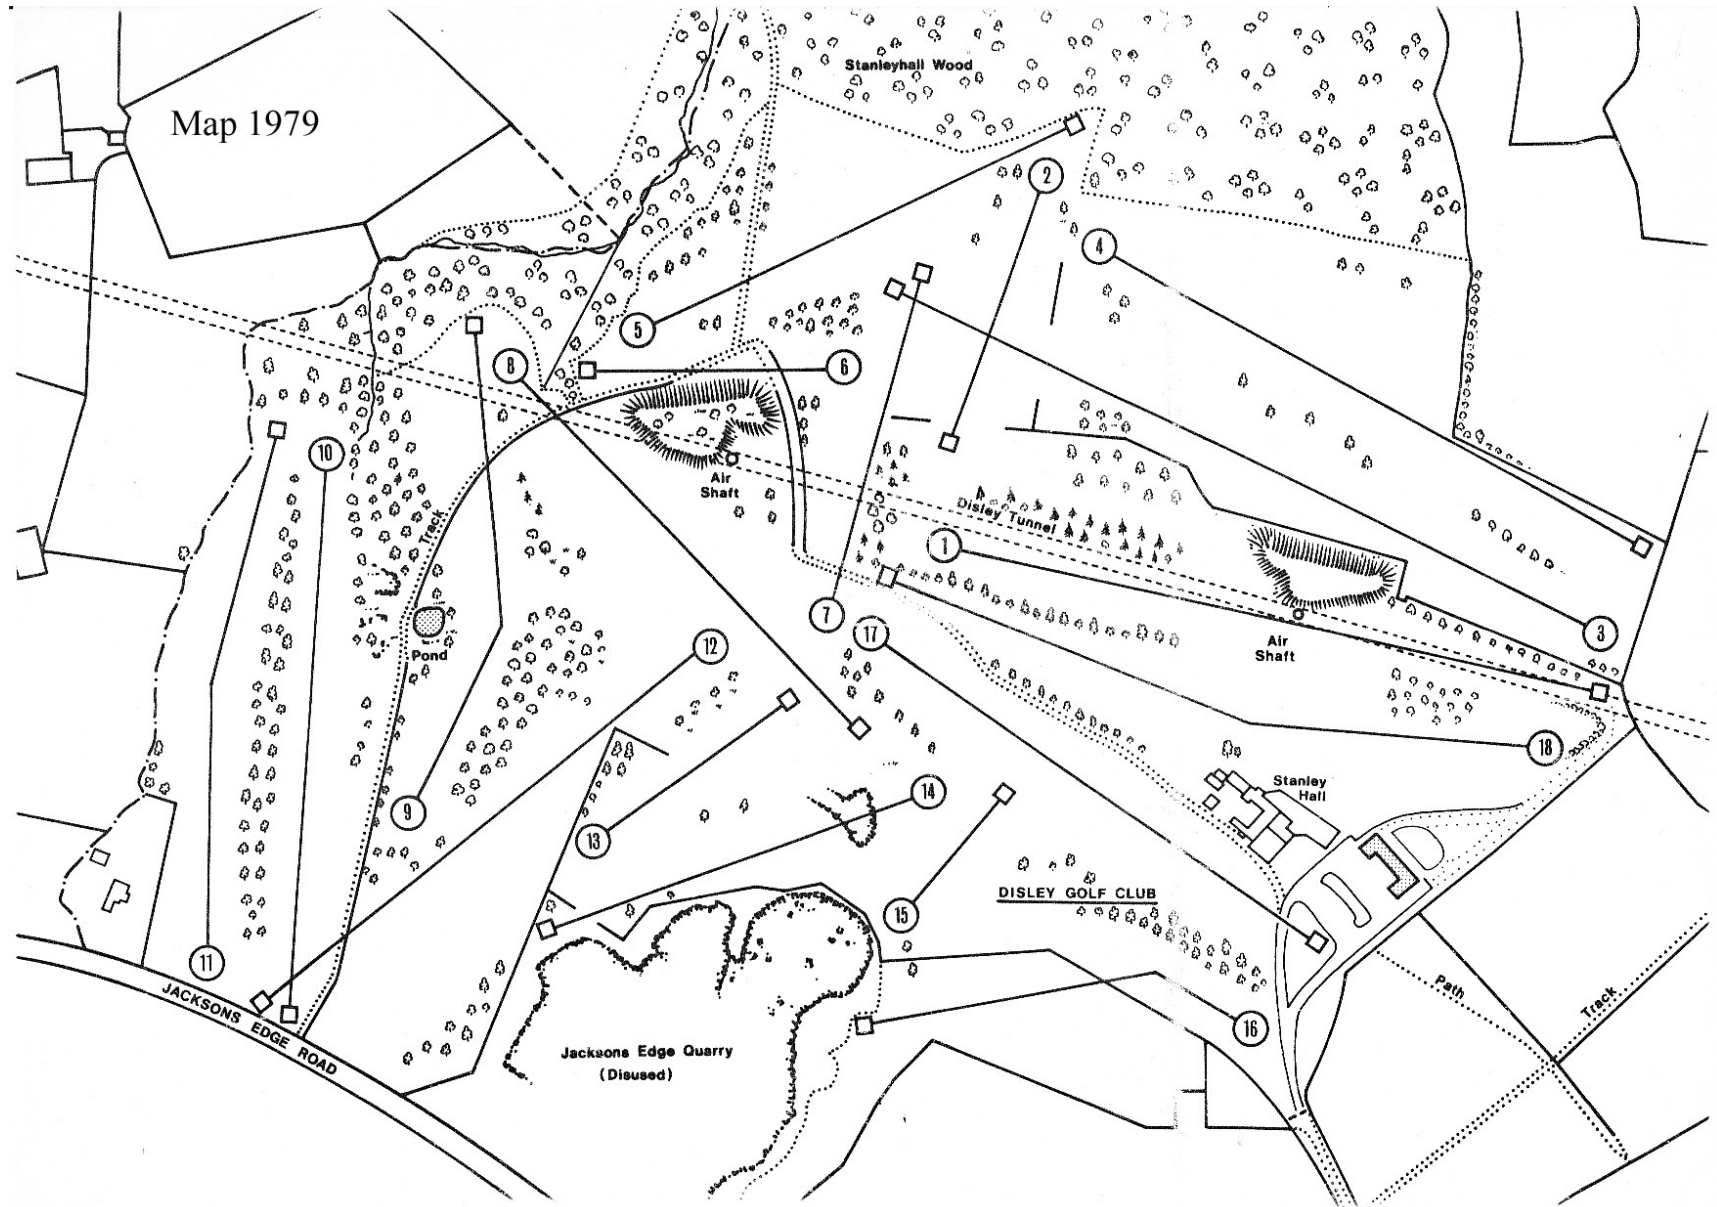 Stanleyhall Wood
Map 1979
2
4
5
8
6
10
Air
Shaft
Disley Tunnel
Track
1
7
17
3
12
Pond
Air
Shaft
18
Stanley
Hall
9
14
13
DISLEY GOLF CLUB
15
11
JACKSONS EDGE ROAD
Path
Track
16
Jacksons Edge Quarry
(Disused)